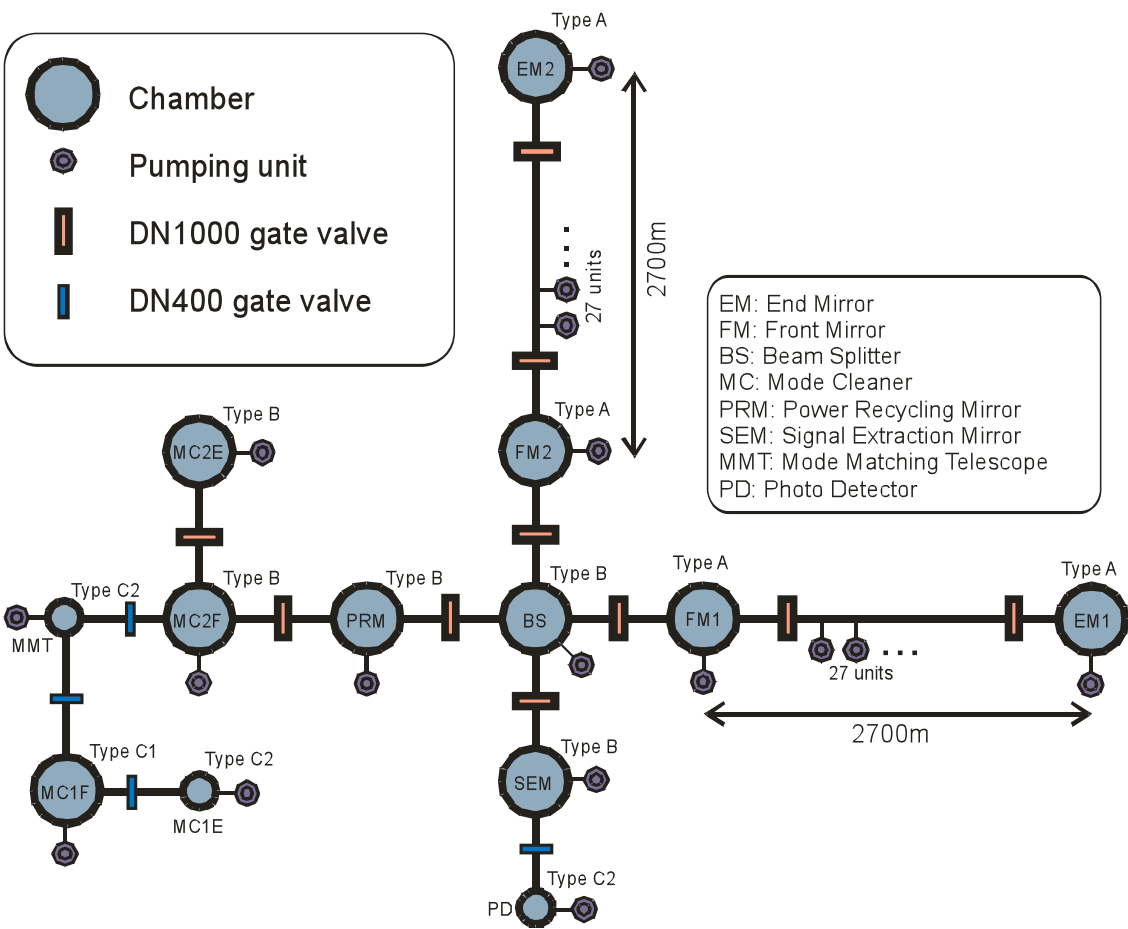 Type A
EM2
Chamber
Pumping unit
DN1000 gate valve
DN400 gate valve
27 units
2700m
EM: End Mirror
FM: Front Mirror
BS: Beam Splitter
MC: Mode Cleaner
PRM: Power Recycling Mirror
SEM: Signal Extraction Mirror
MMT: Mode Matching Telescope
PD: Photo Detector
Type B
MC2E
Type A
FM2
Type C2
MMT
Type B
MC2F
Type B
PRM
Type B
BS
Type A
FM1
Type A
EM1
27 units
2700m
Type C1
MC1F
Type C2
MC1E
Type B
SEM
Type C2
PD